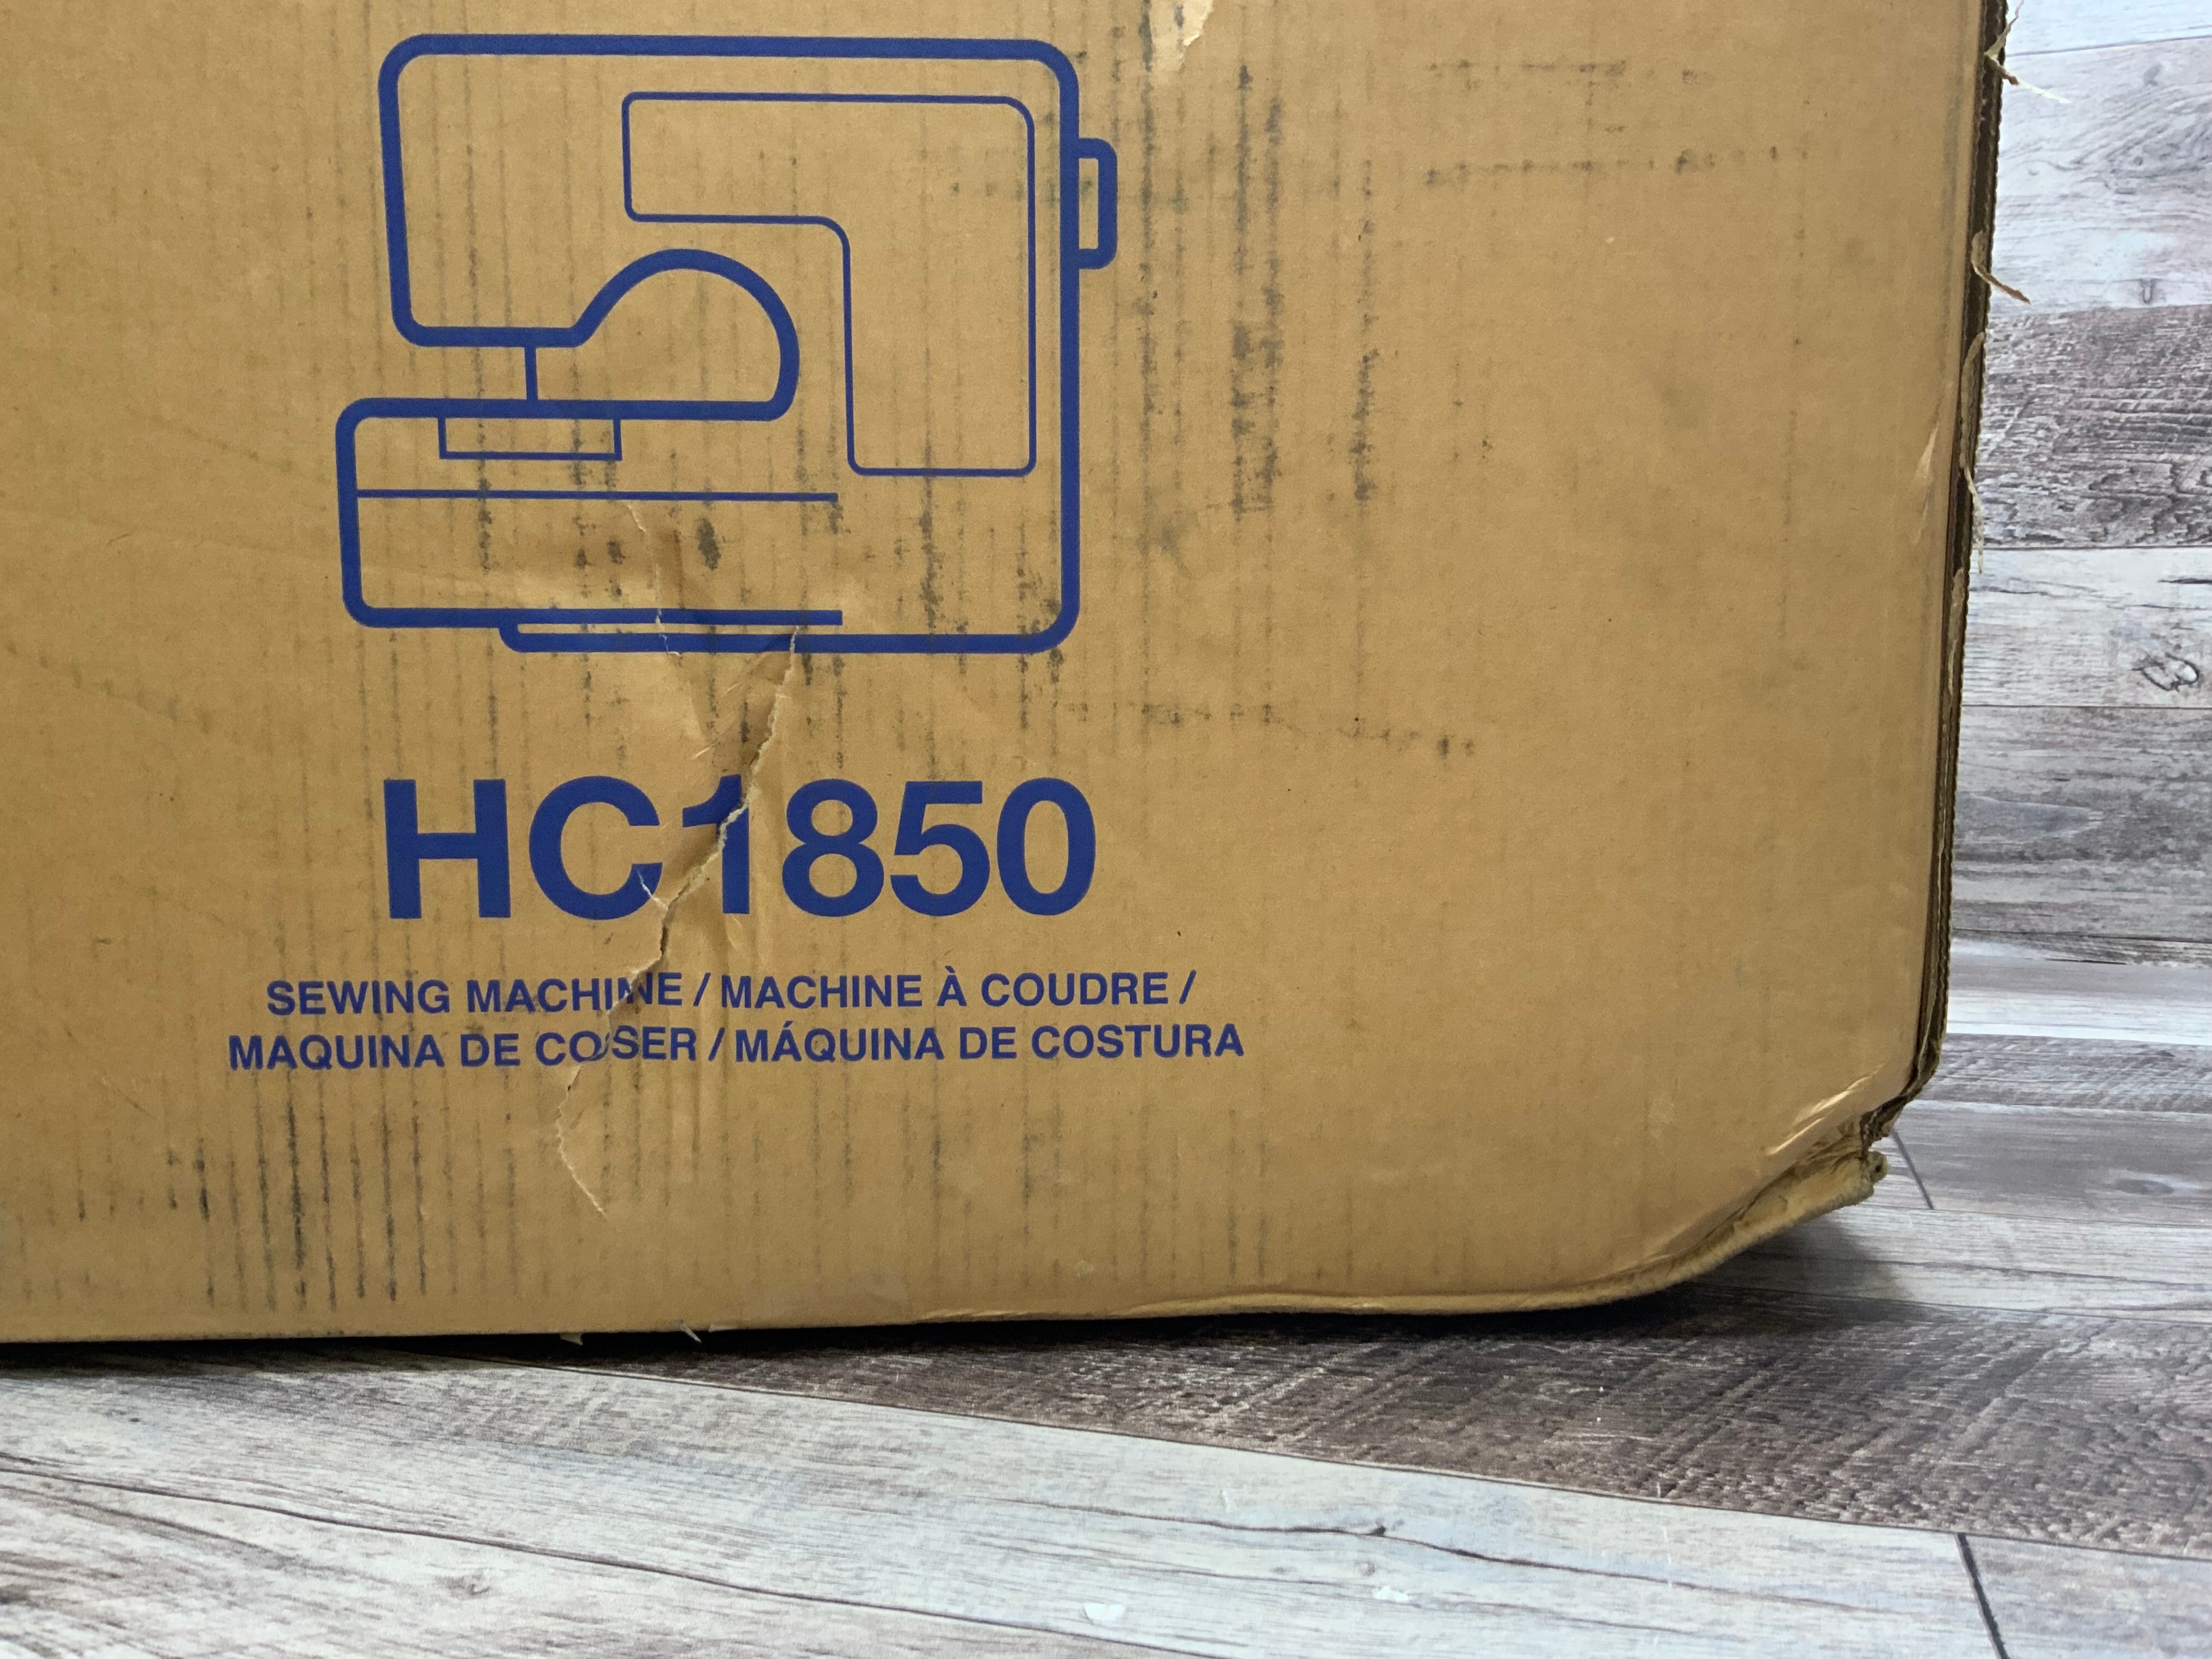 HC1850
SEWING MACHINE / MACHINE À COUDRE /
MAQUINA DE COSER / MÁQUINA DE COSTURA